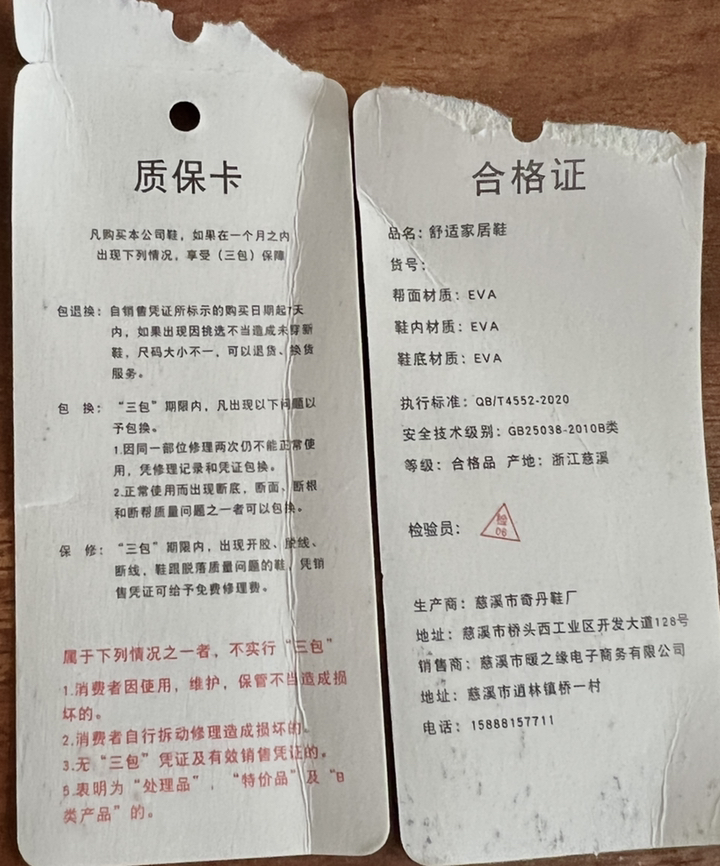 质保卡
凡购买本公司鞋，如果在一个月之内
出现下列情况，享受（三包）保障
包退换：自销售凭证所标示的购买日期起7天
内，如果出现因挑选不当造成未穿新
鞋，尺码大小不一，可以退货、换货
服务。
包 换：“三包”期限内，凡出现以下问题以
予包换。
1.因同一部位修理两次仍不能正常使
用，凭修理记录和凭证包换。
2.正常使用而出现断底，断面、断根
和断帮质量问题之一者可以包换。
保 修：“三包”期限内，出现开胶、脱线、
断线，鞋跟脱落质量问题的鞋，凭销
售凭证可给予免费修理费。
属于下列情况之一者，不实行“三包”
1.消费者因使用，维护，保管不当造成损
坏的。
2.消费者自行拆动修理造成损坏的。
3.无“三包”凭证及有效销售凭证的。
5.表明为“处理品”，“特价品”及“B
类产品”的。
合格证
品名：舒适家居鞋
货号：
帮面材质：EVA
鞋内材质：EVA
鞋底材质：EVA
执行标准：QB/T4552-2020
安全技术级别：GB25038-2010B类
等级：合格品 产地：浙江慈溪
检验员：
检
06
生产商：慈溪市奇丹鞋厂
地址：慈溪市桥头西工业区开发大道128号
销售商：慈溪市暖之缘电子商务有限公司
地址：慈溪市逍林镇桥一村
电话：15888157711